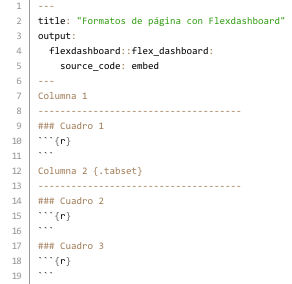 1 ---
2 title: "Formatos de página con Flexdashboard"
3 output:
4   flexdashboard::flex_dashboard:
5     source_code: embed
6 ---
7 Columna 1
8 -------------------------------------
9 ### Cuadro 1
10 ```{r}
11 ```
12 Columna 2 {.tabset}
13 -------------------------------------
14 ### Cuadro 2
15 ```{r}
16 ```
17 ### Cuadro 3
18 ```{r}
19 ```